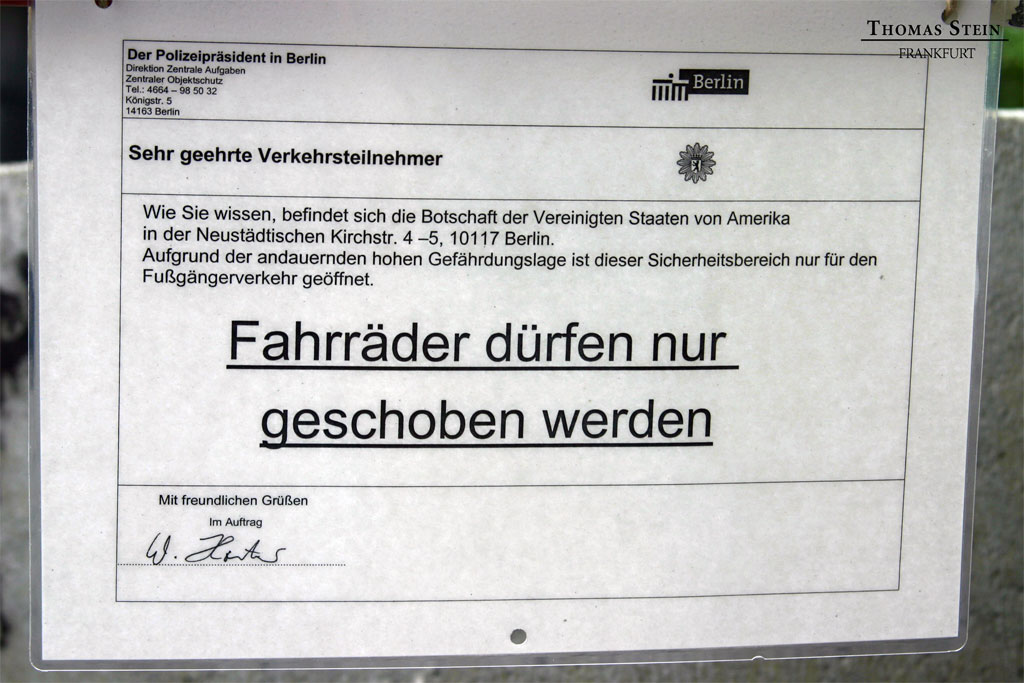 THOMAS STEIN
FRANKFURT
Der Polizeipräsident in Berlin
Direktion Zentrale Aufgaben
Zentraler Objektschutz
Tel.: 4664 – 98 50 32
Königstr. 5
14163 Berlin
Berlin
Sehr geehrte Verkehrsteilnehmer
Wie Sie wissen, befindet sich die Botschaft der Vereinigten Staaten von Amerika
in der Neustädtischen Kirchstr. 4 –5, 10117 Berlin.
Aufgrund der andauernden hohen Gefährdungslage ist dieser Sicherheitsbereich nur für den
Fußgängerverkehr geöffnet.
Fahrräder dürfen nur
geschoben werden
Mit freundlichen Grüßen
Im Auftrag
W.